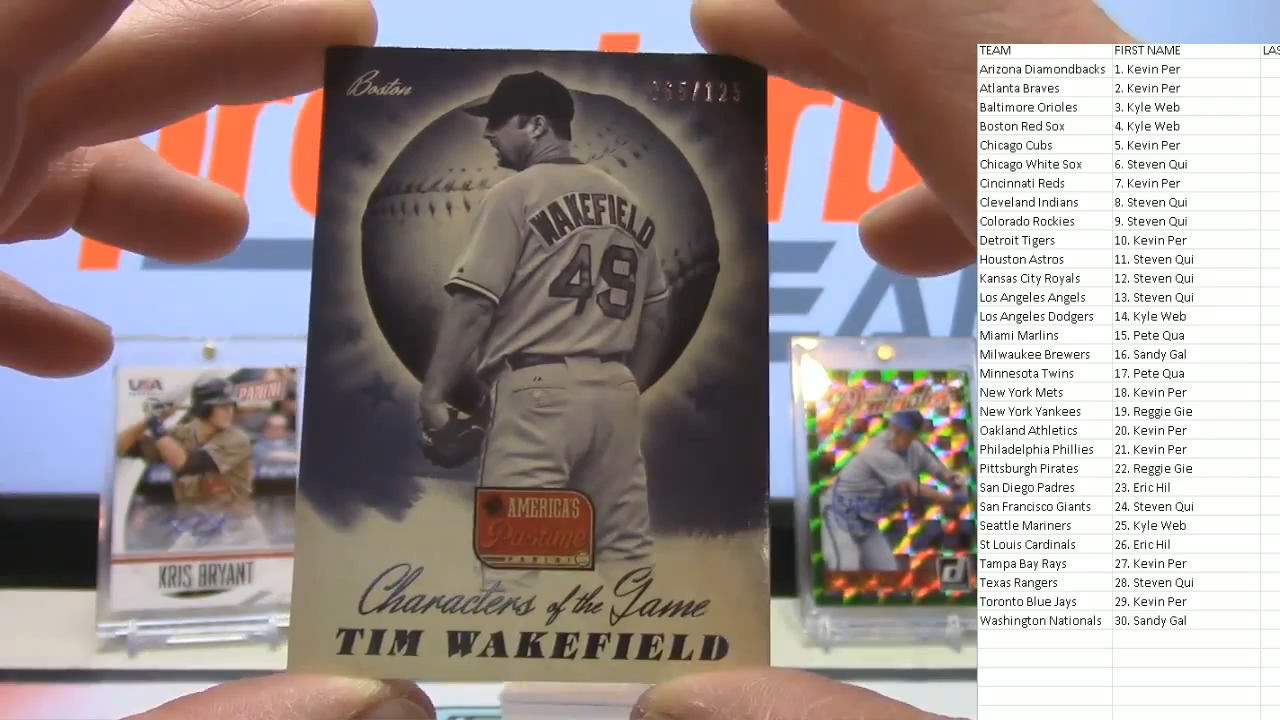 Boston
/125
WAKEFIELD
49
AMERICA'S
Pastime
PANINI
Characters of the Game
TIM WAKEFIELD
USA
PANINI
KRIS BRYANT
TEAM FIRST NAME LAS
Arizona Diamondbacks 1. Kevin Per
Atlanta Braves 2. Kevin Per
Baltimore Orioles 3. Kyle Web
Boston Red Sox 4. Kyle Web
Chicago Cubs 5. Kevin Per
Chicago White Sox 6. Steven Qui
Cincinnati Reds 7. Kevin Per
Cleveland Indians 8. Steven Qui
Colorado Rockies 9. Steven Qui
Detroit Tigers 10. Kevin Per
Houston Astros 11. Steven Qui
Kansas City Royals 12. Steven Qui
Los Angeles Angels 13. Steven Qui
Los Angeles Dodgers 14. Kyle Web
Miami Marlins 15. Pete Qua
Milwaukee Brewers 16. Sandy Gal
Minnesota Twins 17. Pete Qua
New York Mets 18. Kevin Per
New York Yankees 19. Reggie Gie
Oakland Athletics 20. Kevin Per
Philadelphia Phillies 21. Kevin Per
Pittsburgh Pirates 22. Reggie Gie
San Diego Padres 23. Eric Hil
San Francisco Giants 24. Steven Qui
Seattle Mariners 25. Kyle Web
St Louis Cardinals 26. Eric Hil
Tampa Bay Rays 27. Kevin Per
Texas Rangers 28. Steven Qui
Toronto Blue Jays 29. Kevin Per
Washington Nationals 30. Sandy Gal